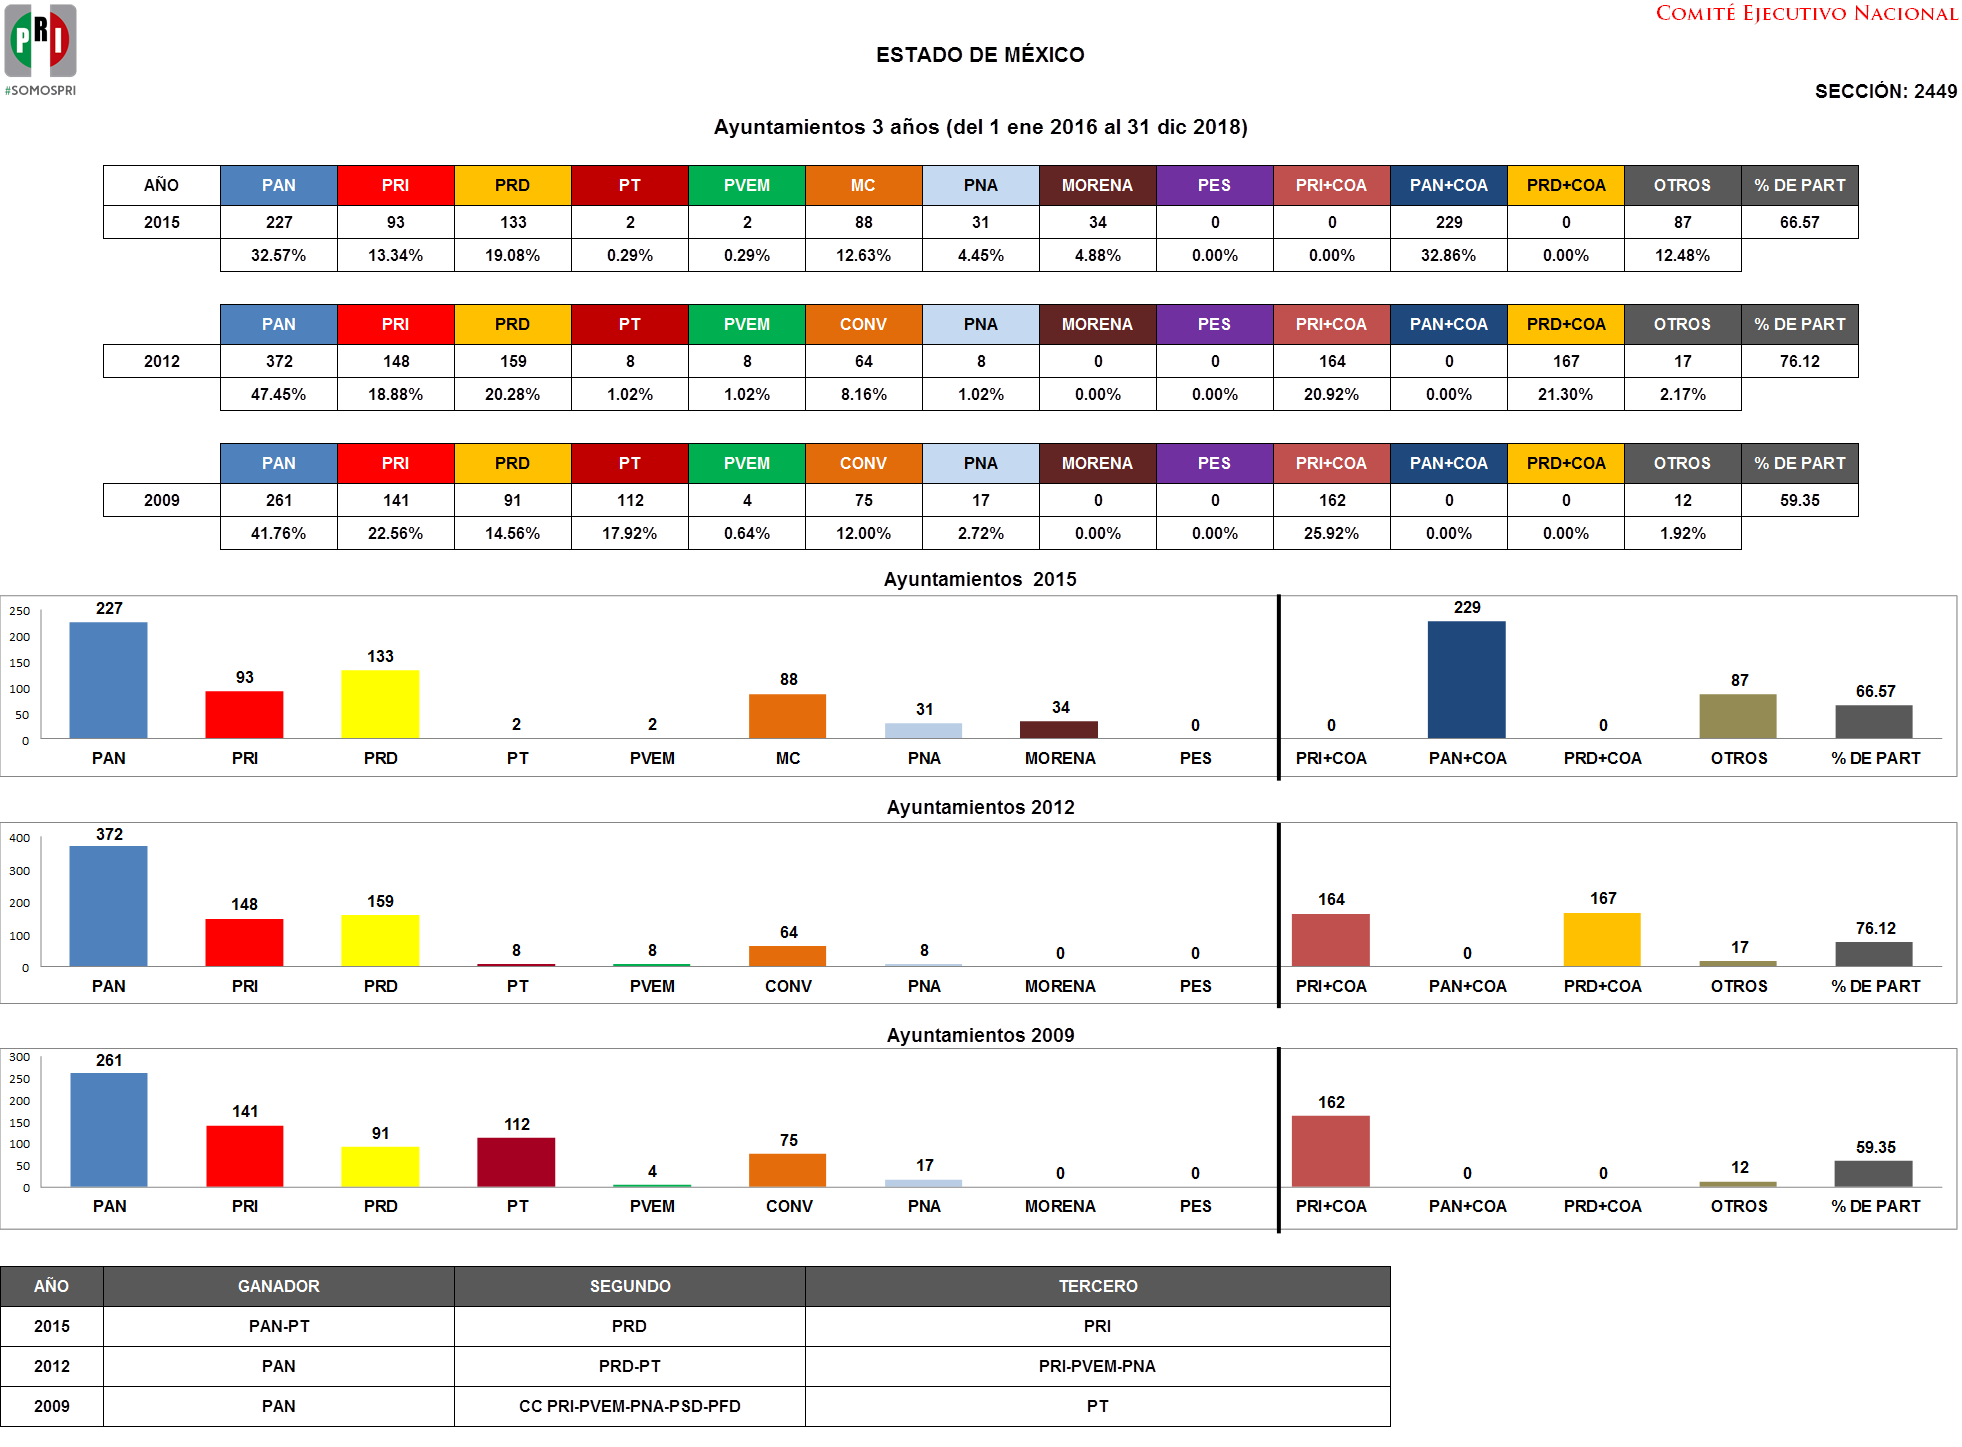 COMITÉ EJECUTIVO NACIONAL
PRI
#SOMOSPRI
ESTADO DE MÉXICO
SECCIÓN: 2449
Ayuntamientos 3 años (del 1 ene 2016 al 31 dic 2018)
AÑO PAN PRI PRD PT PVEM MC PNA MORENA PES PRI+COA PAN+COA PRD+COA OTROS % DE PART
2015 227 93 133 2 2 88 31 34 0 0 229 0 87 66.57
32.57% 13.34% 19.08% 0.29% 0.29% 12.63% 4.45% 4.88% 0.00% 0.00% 32.86% 0.00% 12.48%
PAN PRI PRD PT PVEM CONV PNA MORENA PES PRI+COA PAN+COA PRD+COA OTROS % DE PART
2012 372 148 159 8 8 64 8 0 0 164 0 167 17 76.12
47.45% 18.88% 20.28% 1.02% 1.02% 8.16% 1.02% 0.00% 0.00% 20.92% 0.00% 21.30% 2.17%
PAN PRI PRD PT PVEM CONV PNA MORENA PES PRI+COA PAN+COA PRD+COA OTROS % DE PART
2009 261 141 91 112 4 75 17 0 0 162 0 0 12 59.35
41.76% 22.56% 14.56% 17.92% 0.64% 12.00% 2.72% 0.00% 0.00% 25.92% 0.00% 0.00% 1.92%
Ayuntamientos 2015
250
200
150
100
50
0
227 93 133 2 2 88 31 34 0 0 229 0 87 66.57
PAN PRI PRD PT PVEM MC PNA MORENA PES PRI+COA PAN+COA PRD+COA OTROS % DE PART
Ayuntamientos 2012
400
300
200
100
0
372 148 159 8 8 64 8 0 0 164 0 167 17 76.12
PAN PRI PRD PT PVEM CONV PNA MORENA PES PRI+COA PAN+COA PRD+COA OTROS % DE PART
Ayuntamientos 2009
300
250
200
150
100
50
0
261 141 91 112 4 75 17 0 0 162 0 0 12 59.35
PAN PRI PRD PT PVEM CONV PNA MORENA PES PRI+COA PAN+COA PRD+COA OTROS % DE PART
AÑO GANADOR SEGUNDO TERCERO
2015 PAN-PT PRD PRI
2012 PAN PRD-PT PRI-PVEM-PNA
2009 PAN CC PRI-PVEM-PNA-PSD-PFD PT